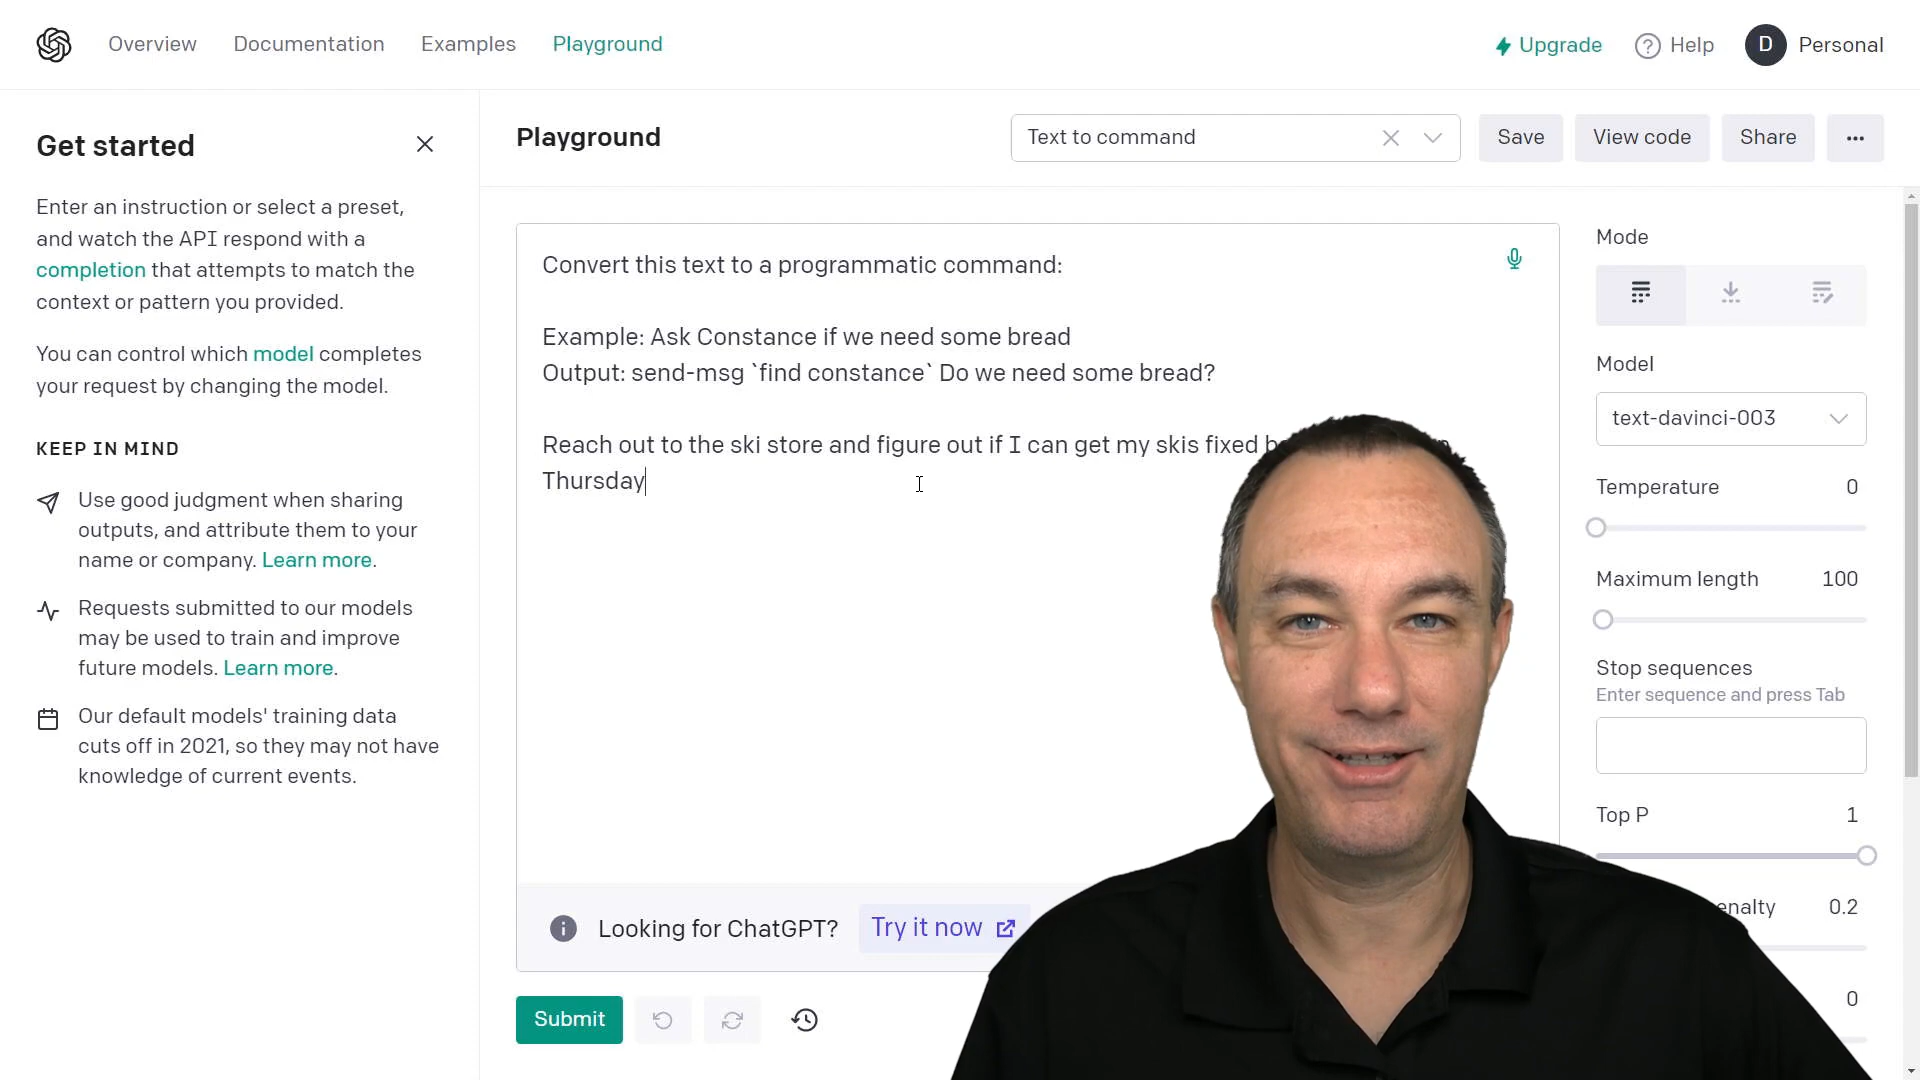 Overview Documentation Examples Playground
Upgrade Help D Personal
Get started
Enter an instruction or select a preset,
and watch the API respond with a
completion that attempts to match the
context or pattern you provided.
You can control which model completes
your request by changing the model.
KEEP IN MIND
Use good judgment when sharing
outputs, and attribute them to your
name or company. Learn more.
Requests submitted to our models
may be used to train and improve
future models. Learn more.
Our default models' training data
cuts off in 2021, so they may not have
knowledge of current events.
Playground
Text to command
Save View code Share ...
Convert this text to a programmatic command:
Example: Ask Constance if we need some bread
Output: send-msg `find constance` Do we need some bread?
Reach out to the ski store and figure out if I can get my skis fixed
Thursday
Looking for ChatGPT? Try it now
Submit
Mode
Model
text-davinci-003
Temperature 0
Maximum length 100
Stop sequences
Enter sequence and press Tab
Top P 1
0.2
0